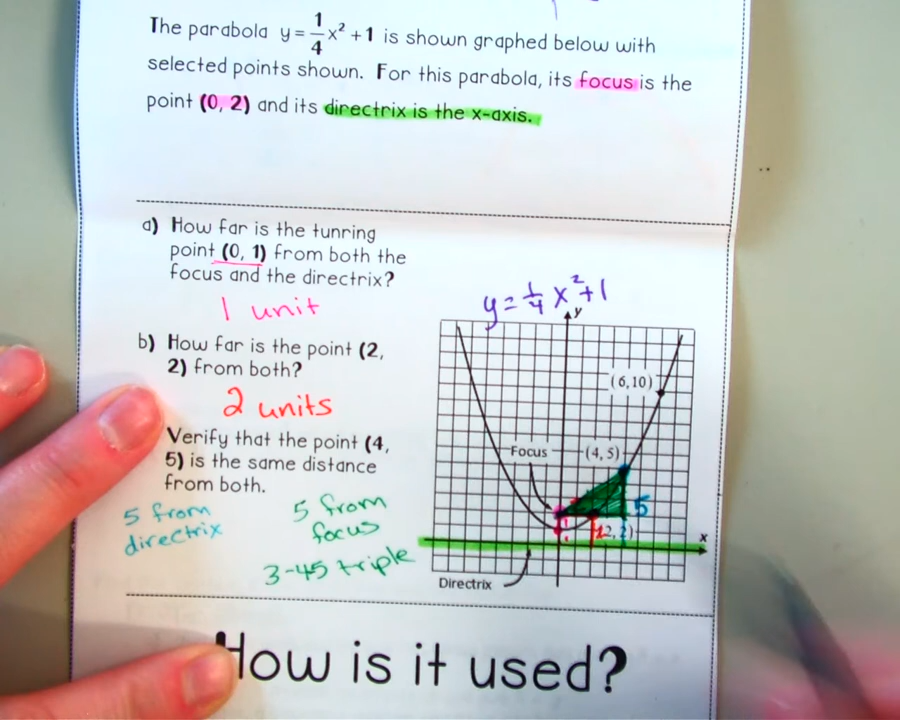 The parabola y = 1/4 x² + 1 is shown graphed below with
selected points shown. For this parabola, its focus is the
point (0, 2) and its directrix is the x-axis.
a) How far is the tunring
point (0, 1) from both the
focus and the directrix?
1 unit
b) How far is the point (2,
2) from both?
2 units
Verify that the point (4,
5) is the same distance
from both.
5 from
directrix
5 from
focus
3-45 triple
y = 1/4 x² + 1
y
(6, 10)
Focus
(4, 5)
5
x
Directrix
How is it used?